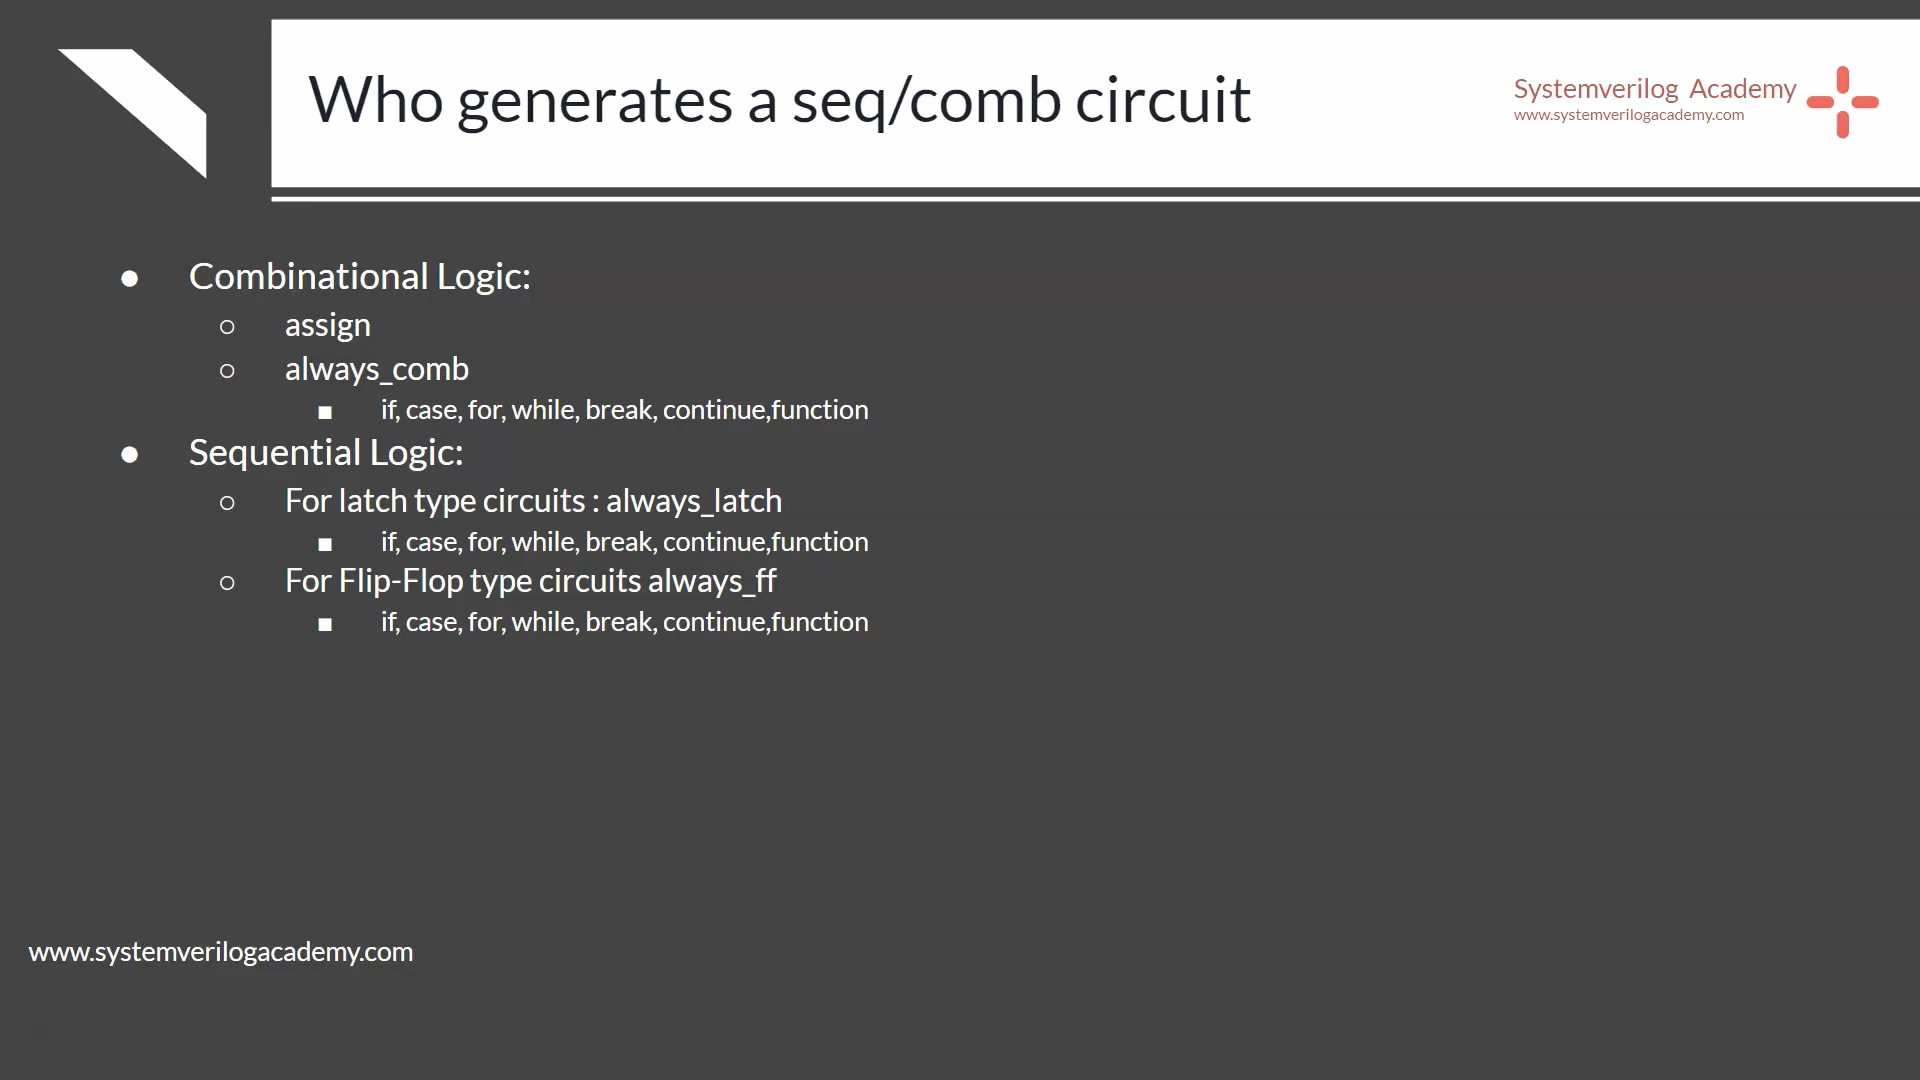 Who generates a seq/comb circuit
Systemverilog Academy
www.systemverilogacademy.com
● Combinational Logic:
○ assign
○ always_comb
■ if, case, for, while, break, continue,function
● Sequential Logic:
○ For latch type circuits : always_latch
■ if, case, for, while, break, continue,function
○ For Flip-Flop type circuits always_ff
■ if, case, for, while, break, continue,function
www.systemverilogacademy.com